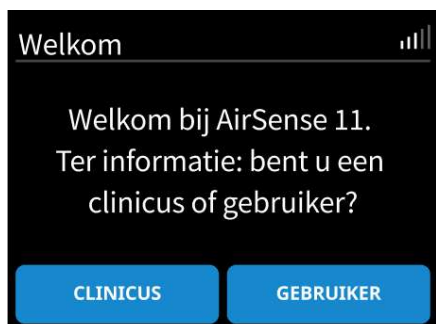 Welkom
Welkom bij AirSense 11.
Ter informatie: bent u een
clinicus of gebruiker?
CLINICUS
GEBRUIKER